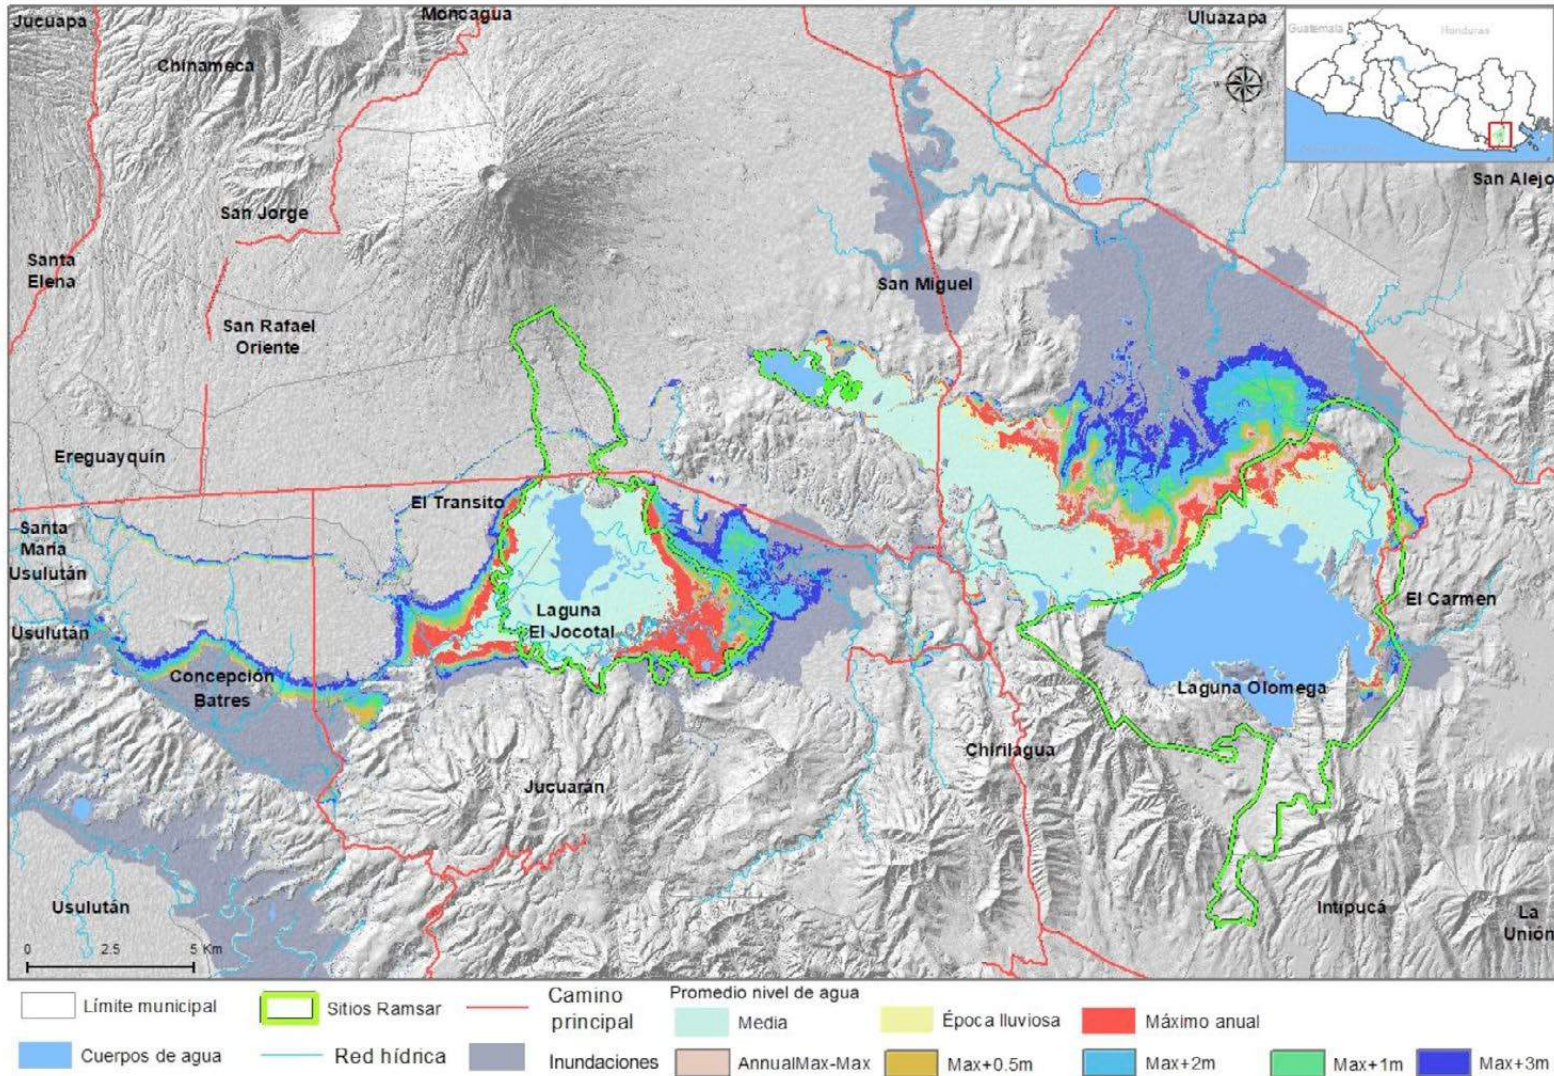 Jucuapa
Moncagua
Uluazapa
Guatemala
Honduras
Chinameca
San Alejo
San Jorge
Santa
Elena
San Miguel
San Rafael
Oriente
Ereguayquín
El Transito
Santa
María
Usulután
Usulután
Laguna
El Jocotal
El Carmen
Concepción
Batres
Laguna Olomega
Chirilagua
Jucuarán
Usulután
Intipucá
La
Unión
0 2.5 5 Km
Límite municipal
Sitios Ramsar
Camino
principal
Promedio nivel de agua
Media
Época lluviosa
Máximo anual
Cuerpos de agua
Red hídrica
Inundaciones
AnnualMax-Max
Max+0.5m
Max+2m
Max+1m
Max+3m